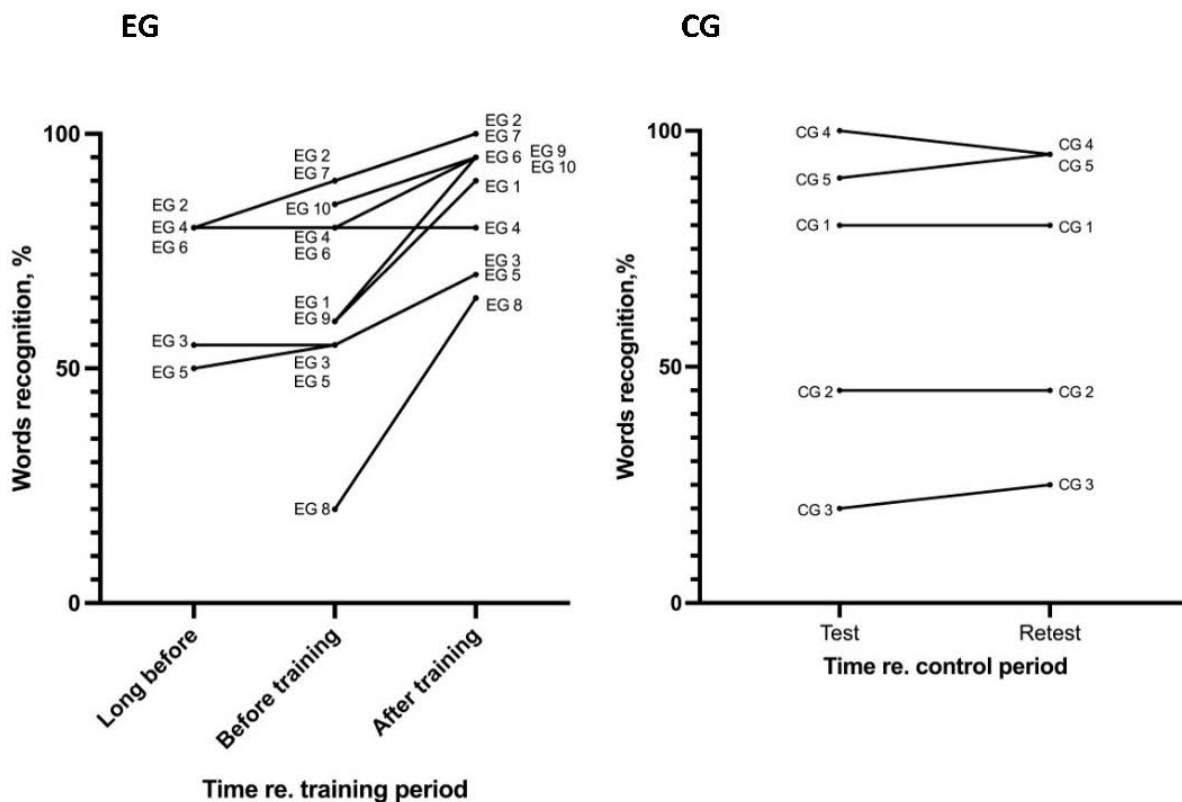 EG
CG
100
50
0
Words recognition, %
EG 2
EG 4
EG 6
EG 3
EG 5
EG 2
EG 7
EG 10
EG 4
EG 6
EG 1
EG 9
EG 3
EG 5
EG 8
EG 2
EG 7
EG 6 EG 9
EG 10
EG 1
EG 4
EG 3
EG 5
EG 8
Long before
Before training
After training
Time re. training period
100
50
0
Words recognition,%
CG 4
CG 5
CG 1
CG 2
CG 3
CG 4
CG 5
CG 1
CG 2
CG 3
Test
Retest
Time re. control period